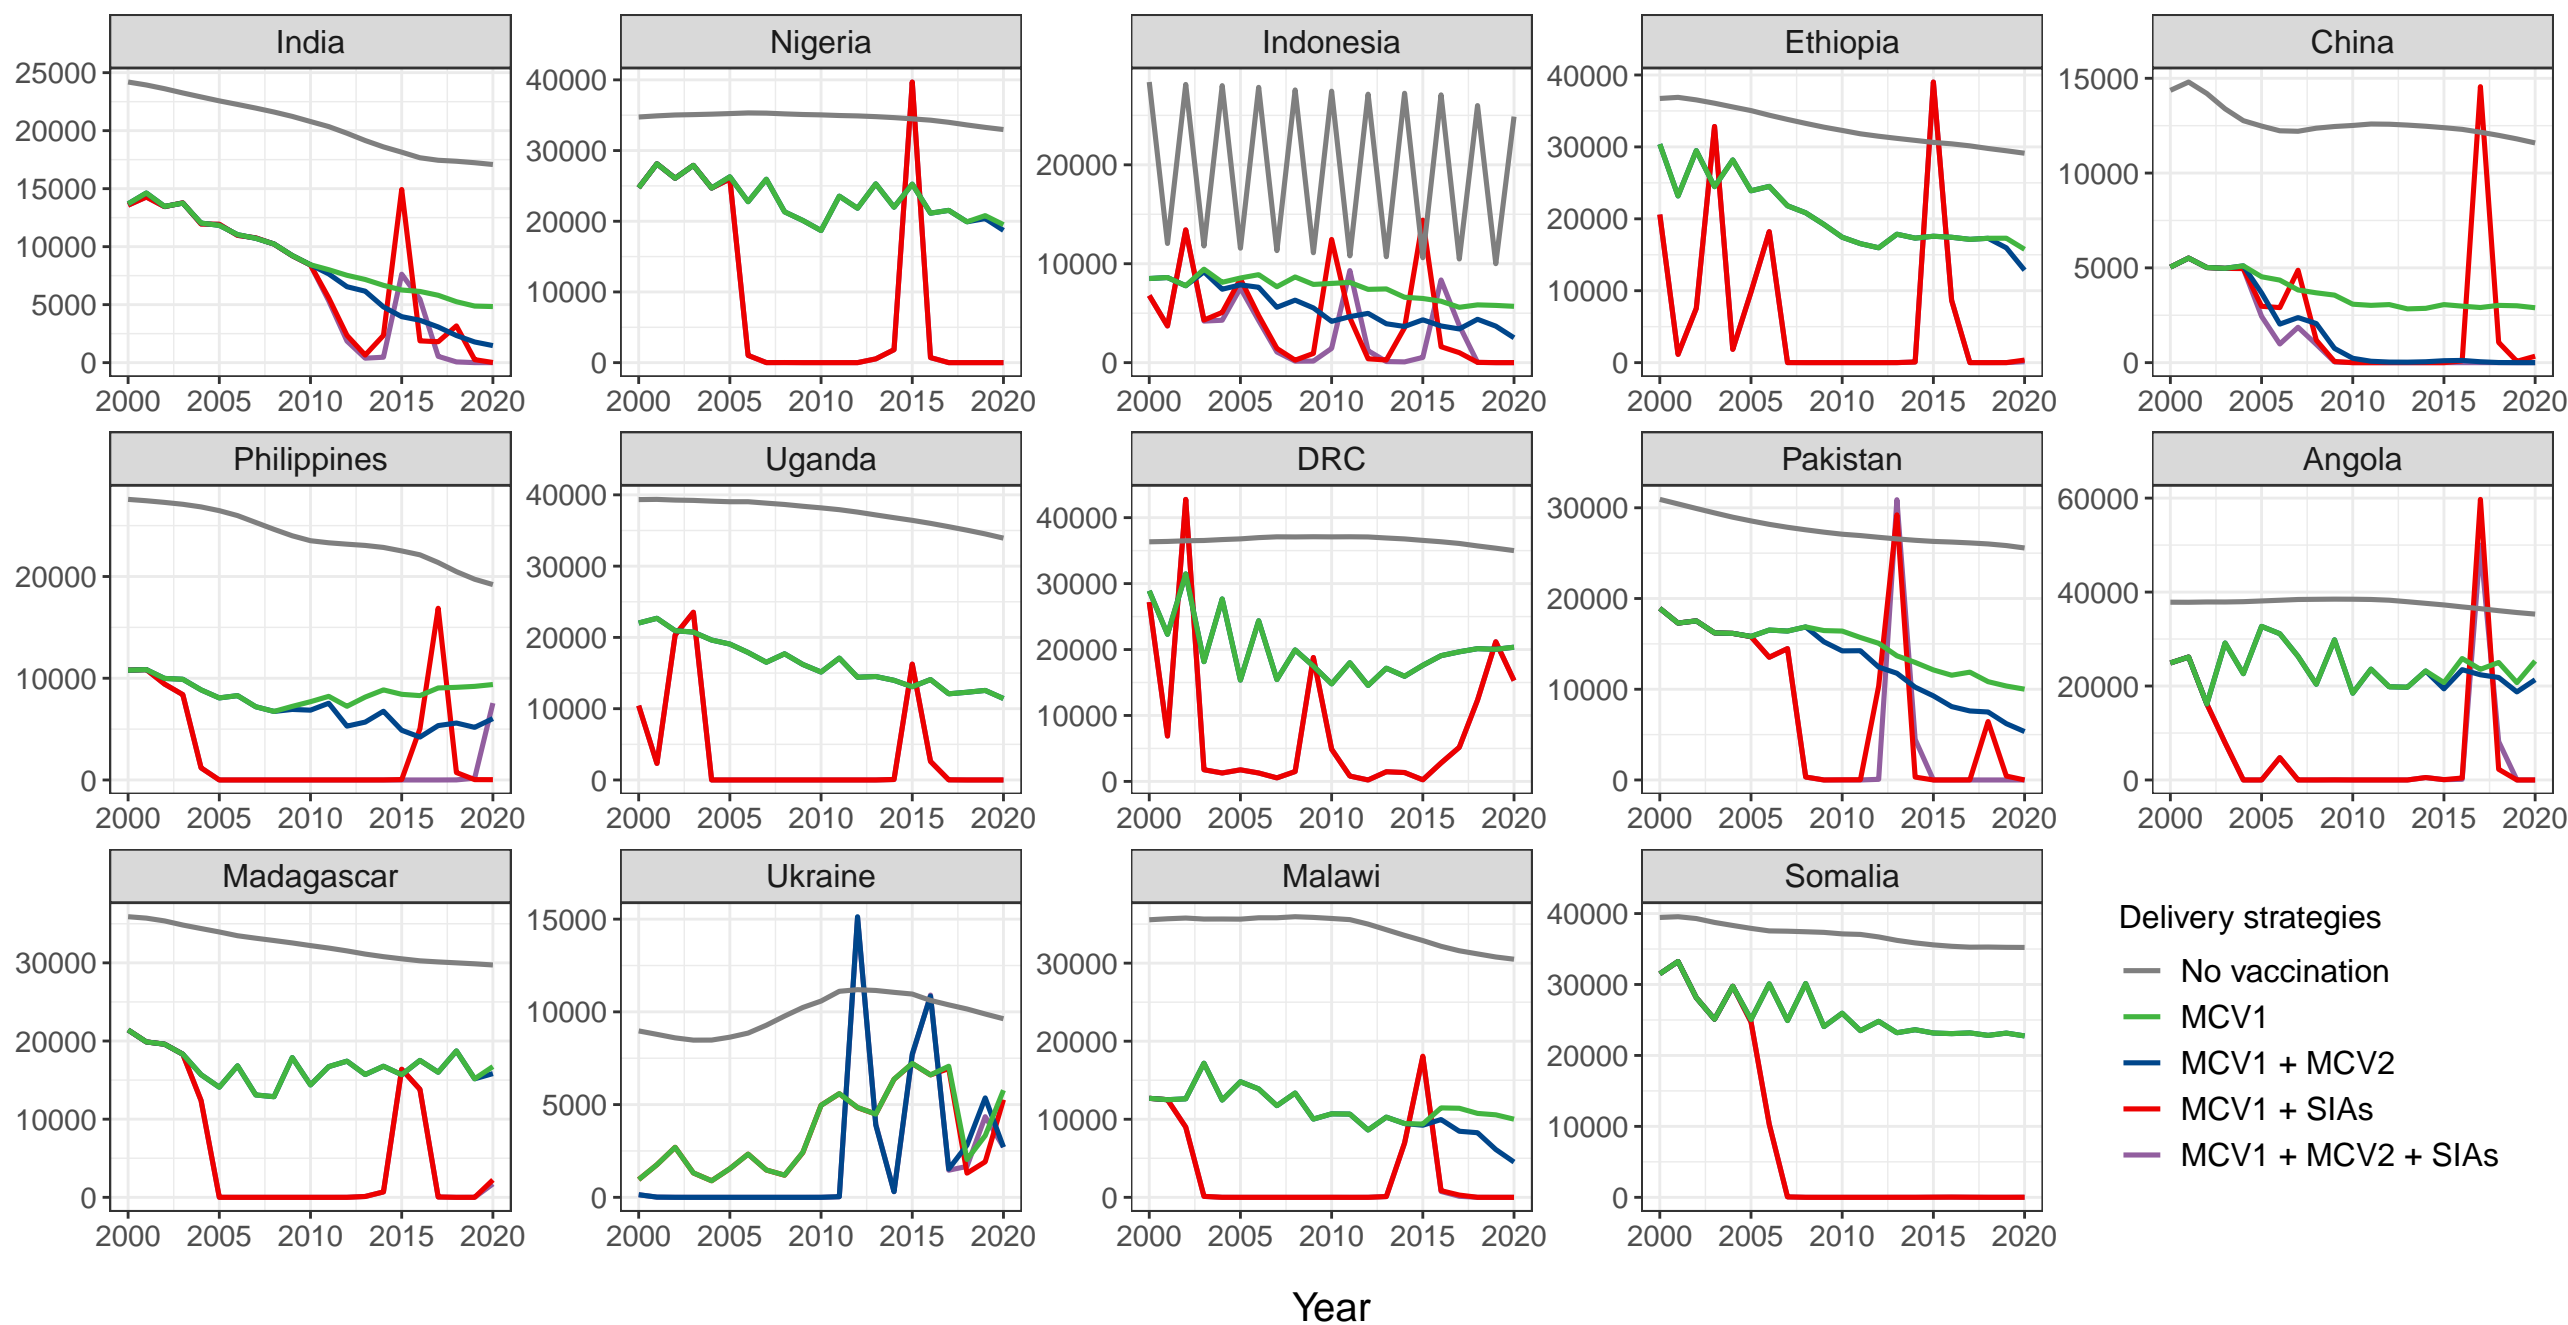 India Nigeria Indonesia Ethiopia China
25000 20000 15000 10000 5000 0
40000 30000 20000 10000 0
20000 10000 0
40000 30000 20000 10000 0
15000 10000 5000 0
2000 2005 2010 2015 2020 2000 2005 2010 2015 2020 2000 2005 2010 2015 2020 2000 2005 2010 2015 2020 2000 2005 2010 2015 2020
Philippines Uganda DRC Pakistan Angola
20000 10000 0
40000 30000 20000 10000 0
40000 30000 20000 10000 0
30000 20000 10000 0
60000 40000 20000 0
2000 2005 2010 2015 2020 2000 2005 2010 2015 2020 2000 2005 2010 2015 2020 2000 2005 2010 2015 2020 2000 2005 2010 2015 2020
Madagascar Ukraine Malawi Somalia
30000 20000 10000 0
15000 10000 5000 0
30000 20000 10000 0
40000 30000 20000 10000 0
2000 2005 2010 2015 2020 2000 2005 2010 2015 2020 2000 2005 2010 2015 2020 2000 2005 2010 2015 2020
Delivery strategies
No vaccination
MCV1
MCV1 + MCV2
MCV1 + SIAs
MCV1 + MCV2 + SIAs
Year